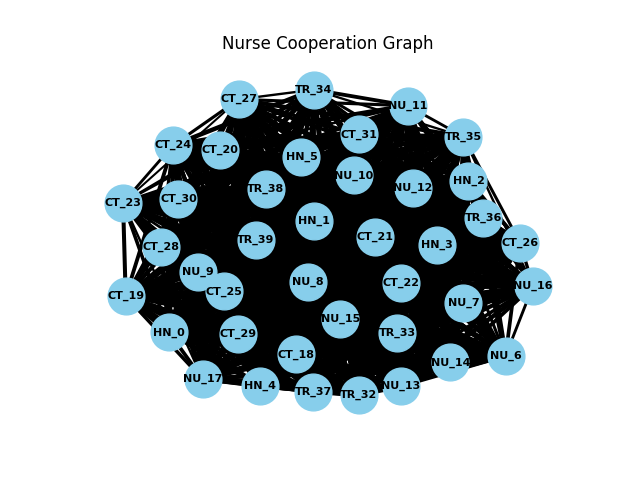 Nurse Cooperation Graph
TR_34
CT_27
NU_11
CT_31
TR_35
CT_24
CT_20
HN_5
NU_10
HN_2
NU_12
TR_38
CT_30
CT_23
TR_36
HN_1
CT_21
TR_39
CT_26
HN_3
CT_28
NU_9
NU_8
CT_22
NU_16
CT_25
CT_19
NU_7
NU_15
HN_0
CT_29
TR_33
CT_18
NU_6
NU_14
NU_17
HN_4
NU_13
TR_37
TR_32